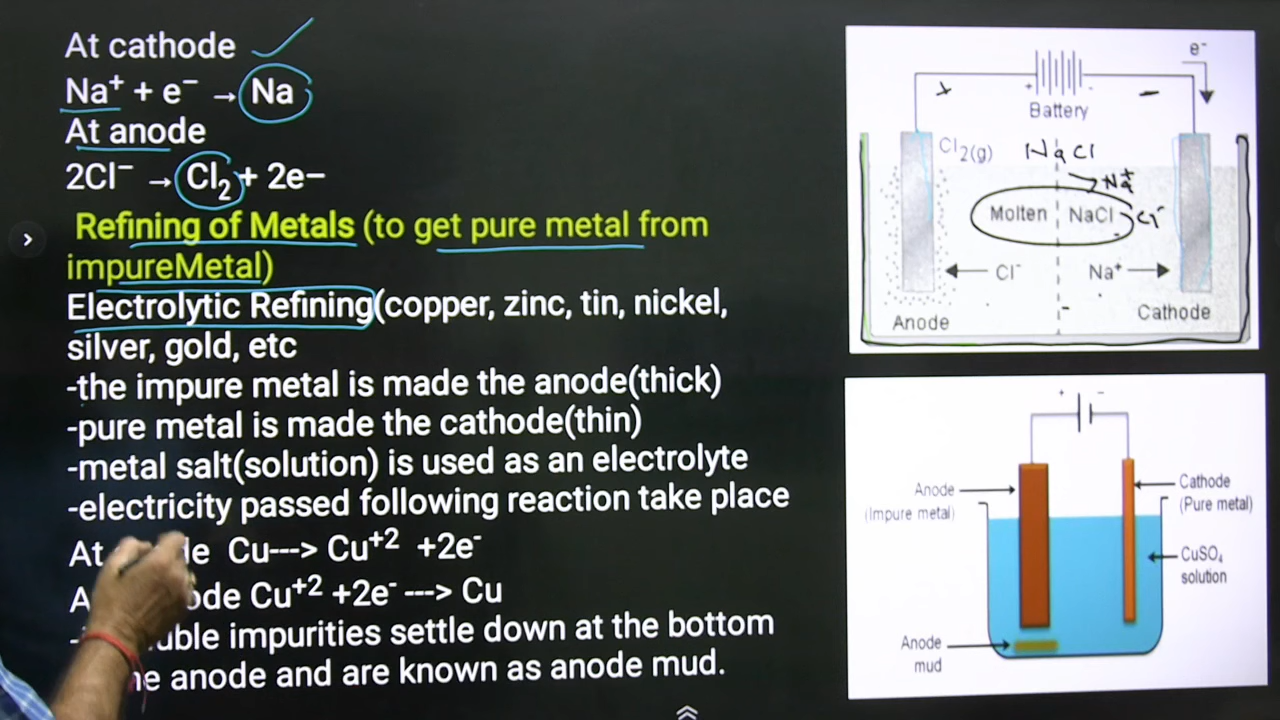 At cathode
Na⁺ + e⁻ → Na
At anode
2Cl⁻ → Cl₂ + 2e−
Refining of Metals (to get pure metal from
impureMetal)
Electrolytic Refining(copper, zinc, tin, nickel,
silver, gold, etc
-the impure metal is made the anode(thick)
-pure metal is made the cathode(thin)
-metal salt(solution) is used as an electrolyte
-electricity passed following reaction take place
At Cu---> Cu⁺² +2e⁻
Cu⁺² +2e⁻ ---> Cu
impurities settle down at the bottom
anode and are known as anode mud.
e⁻
+ -
+ -
Battery
Cl₂(g)
NaCl
Na⁺
Molten NaCl
Cl⁻
Cl⁻
Na⁺
Anode
Cathode
+ -
Anode
(Impure metal)
Cathode
(Pure metal)
CuSO₄
solution
Anode
mud